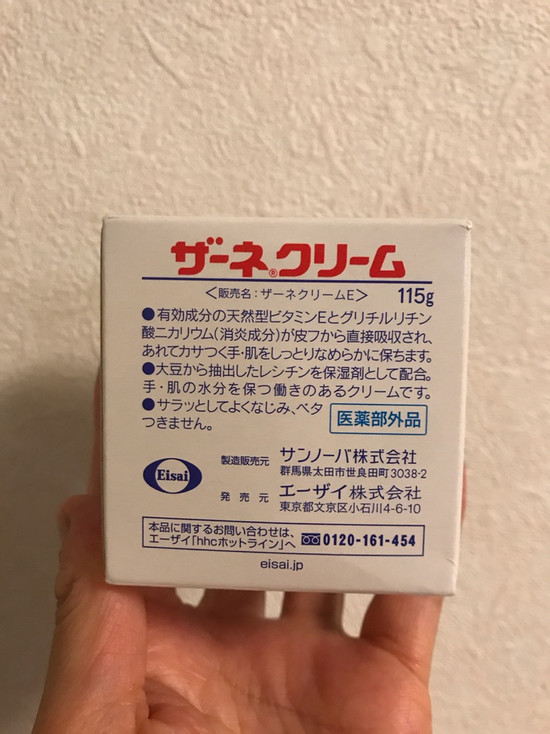 ザーネ®クリーム
＜販売名：ザーネクリームE＞ 115g
●有効成分の天然型ビタミンEとグリチルリチン
酸二カリウム(消炎成分)が皮フから直接吸収され、
あれてカサつく手・肌をしっとりなめらかに保ちます。
●大豆から抽出したレシチンを保湿剤として配合。
手・肌の水分を保つ働きのあるクリームです。
●サラッとしてよくなじみ、ベタ
つきません。
医薬部外品
Eisai
製造販売元 サンノーバ株式会社
群馬県太田市世良田町3038-2
発売元 エーザイ株式会社
東京都文京区小石川4-6-10
本品に関するお問い合わせは、
エーザイ「hhcホットライン」へ 0120-161-454
eisai.jp